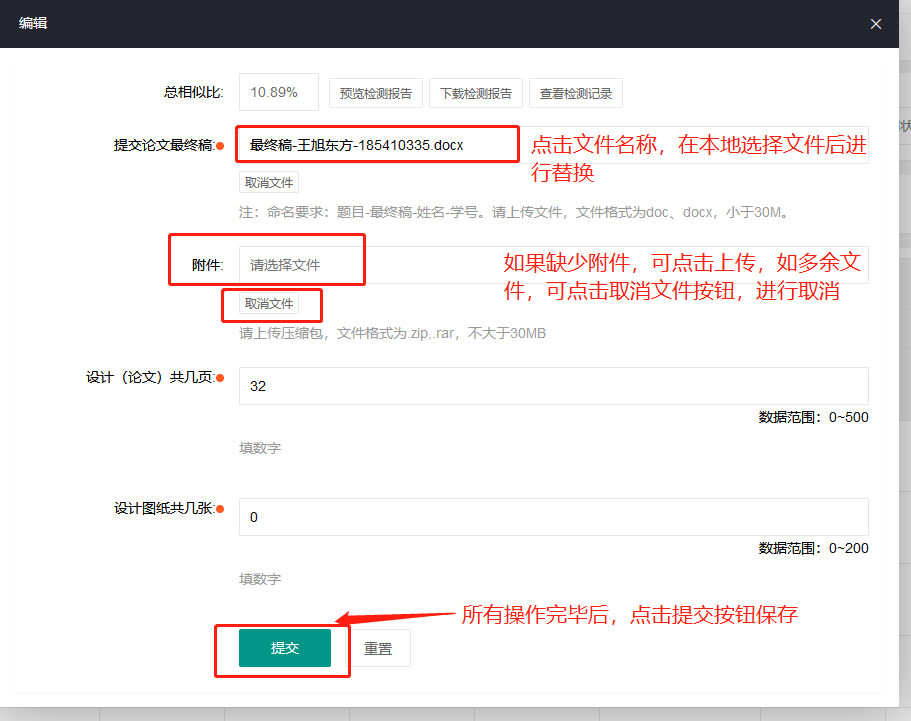 编辑
总相似比: 10.89% 预览检测报告 下载检测报告 查看检测记录
提交论文最终稿: 最终稿-王旭东方-185410335.docx
点击文件名称，在本地选择文件后进
行替换
取消文件
注：命名要求：题目-最终稿-姓名-学号。请上传文件，文件格式为doc、docx，小于30M。
附件: 请选择文件
如果缺少附件，可点击上传，如多余文
件，可点击取消文件按钮，进行取消
取消文件
请上传压缩包，文件格式为.zip,.rar，不大于30MB
设计（论文）共几页: 32
数据范围：0~500
填数字
设计图纸共几张: 0
数据范围：0~200
填数字
所有操作完毕后，点击提交按钮保存
提交 重置